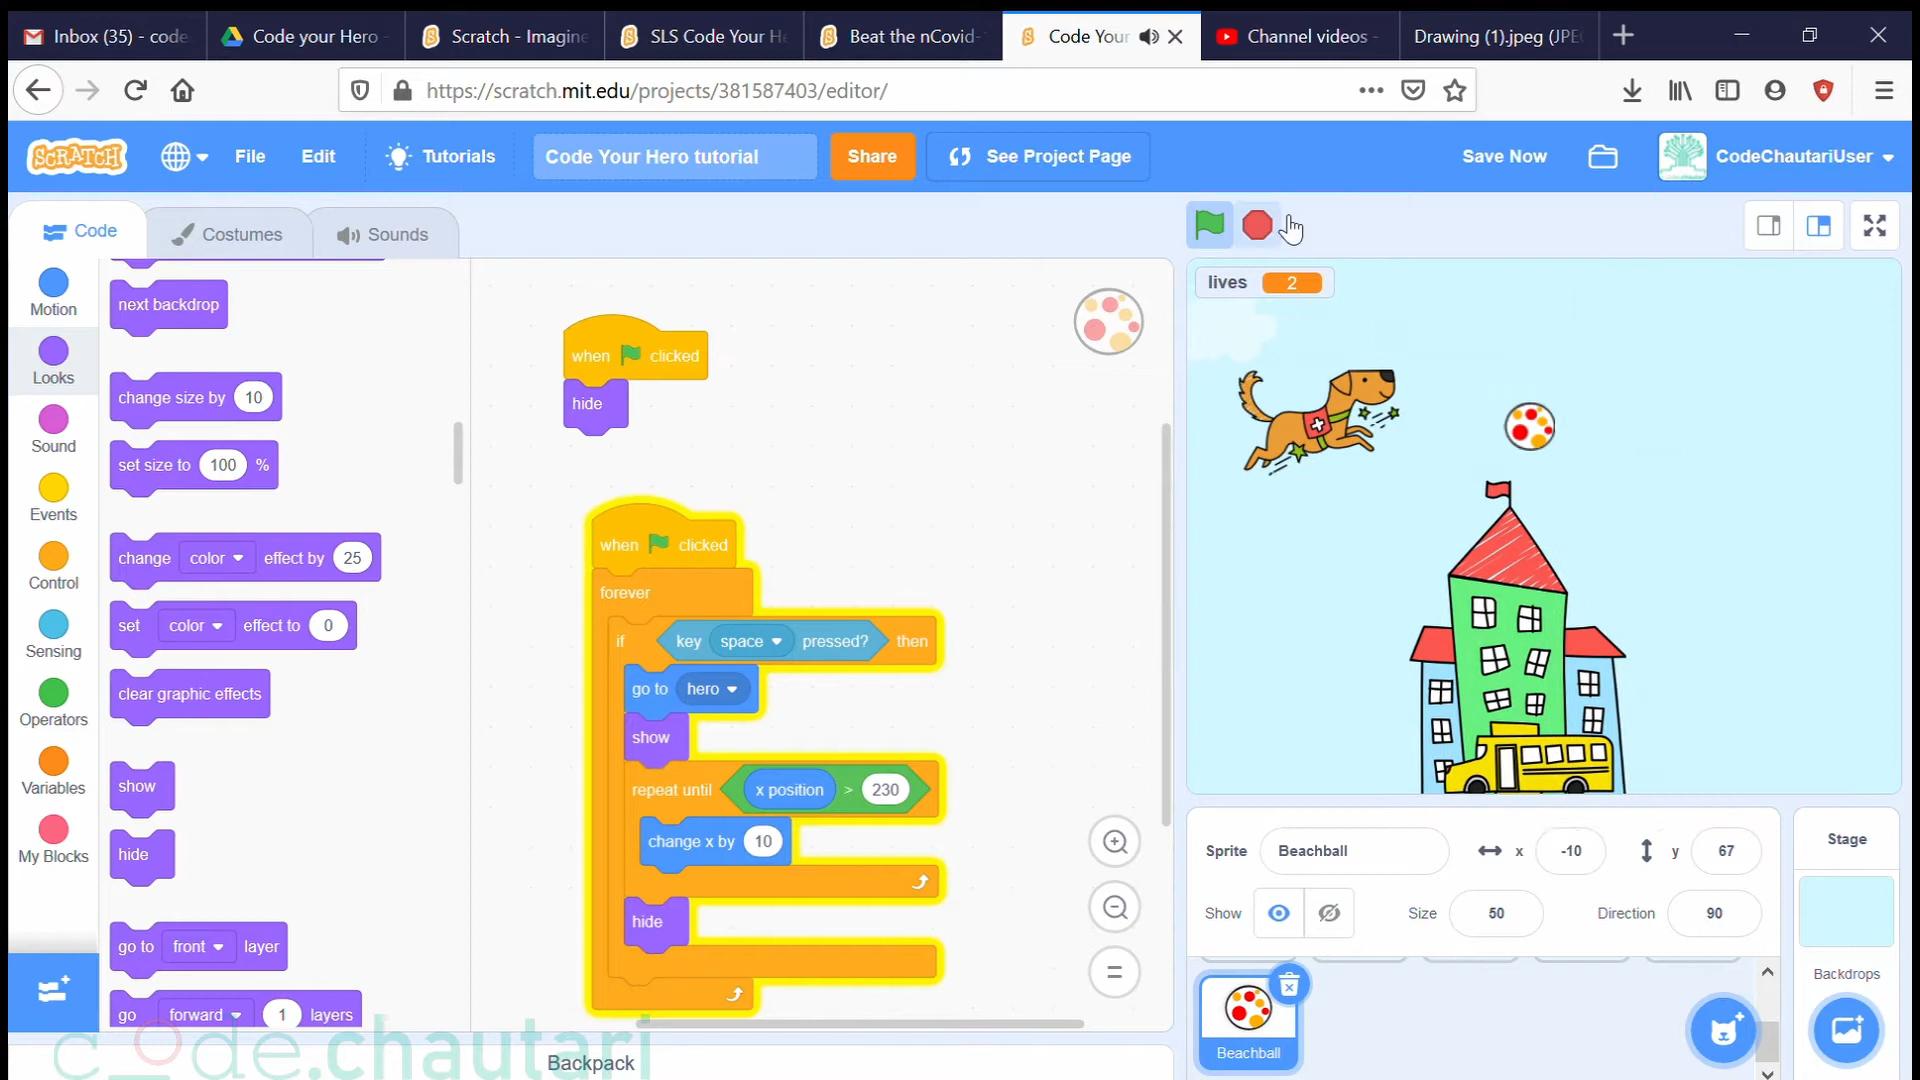 Inbox (35) - code
Code your Hero -
Scratch - Imagine
SLS Code Your He
Beat the nCovid-
Code Your
Channel videos -
Drawing (1).jpeg (JPEG
https://scratch.mit.edu/projects/381587403/editor/
SCRATCH
File
Edit
Tutorials
Code Your Hero tutorial
Share
See Project Page
Save Now
CodeChautariUser
Code
Costumes
Sounds
Motion
Looks
Sound
Events
Control
Sensing
Operators
Variables
My Blocks
next backdrop
change size by 10
set size to 100 %
change color effect by 25
set color effect to 0
clear graphic effects
show
hide
go to front layer
go forward 1 layers
when clicked
hide
when clicked
forever
if key space pressed? then
go to hero
show
repeat until x position > 230
change x by 10
hide
lives 2
Sprite Beachball x -10 y 67
Show Size 50 Direction 90
Beachball
Stage
Backdrops
Backpack
code.chautari